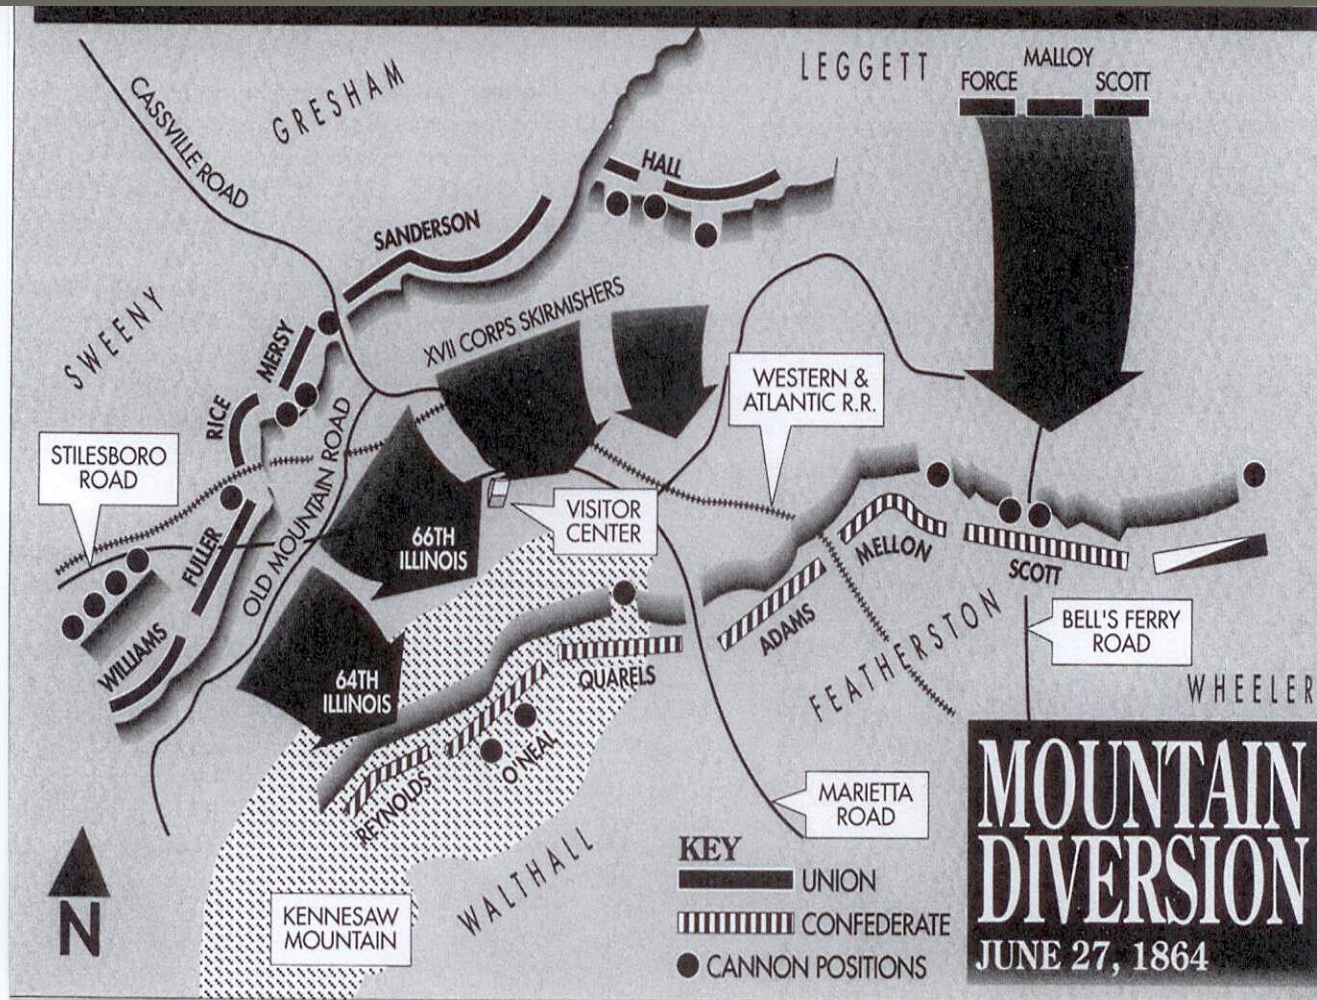 LEGGETT
MALLOY
FORCE
SCOTT
CASSVILLE ROAD
GRESHAM
HALL
SANDERSON
SWEENY
MERSY
XVII CORPS SKIRMISHERS
RICE
WESTERN &
ATLANTIC R.R.
STILESBORO
ROAD
OLD MOUNTAIN ROAD
VISITOR
CENTER
66TH
ILLINOIS
FULLER
MELLON
SCOTT
ADAMS
FEATHERSTON
BELL'S FERRY
ROAD
WILLIAMS
64TH
ILLINOIS
QUARELS
WHEELER
O'NEAL
REYNOLDS
MARIETTA
ROAD
WALTHALL
KENNESAW
MOUNTAIN
N
KEY
UNION
CONFEDERATE
CANNON POSITIONS
MOUNTAIN
DIVERSION
JUNE 27, 1864